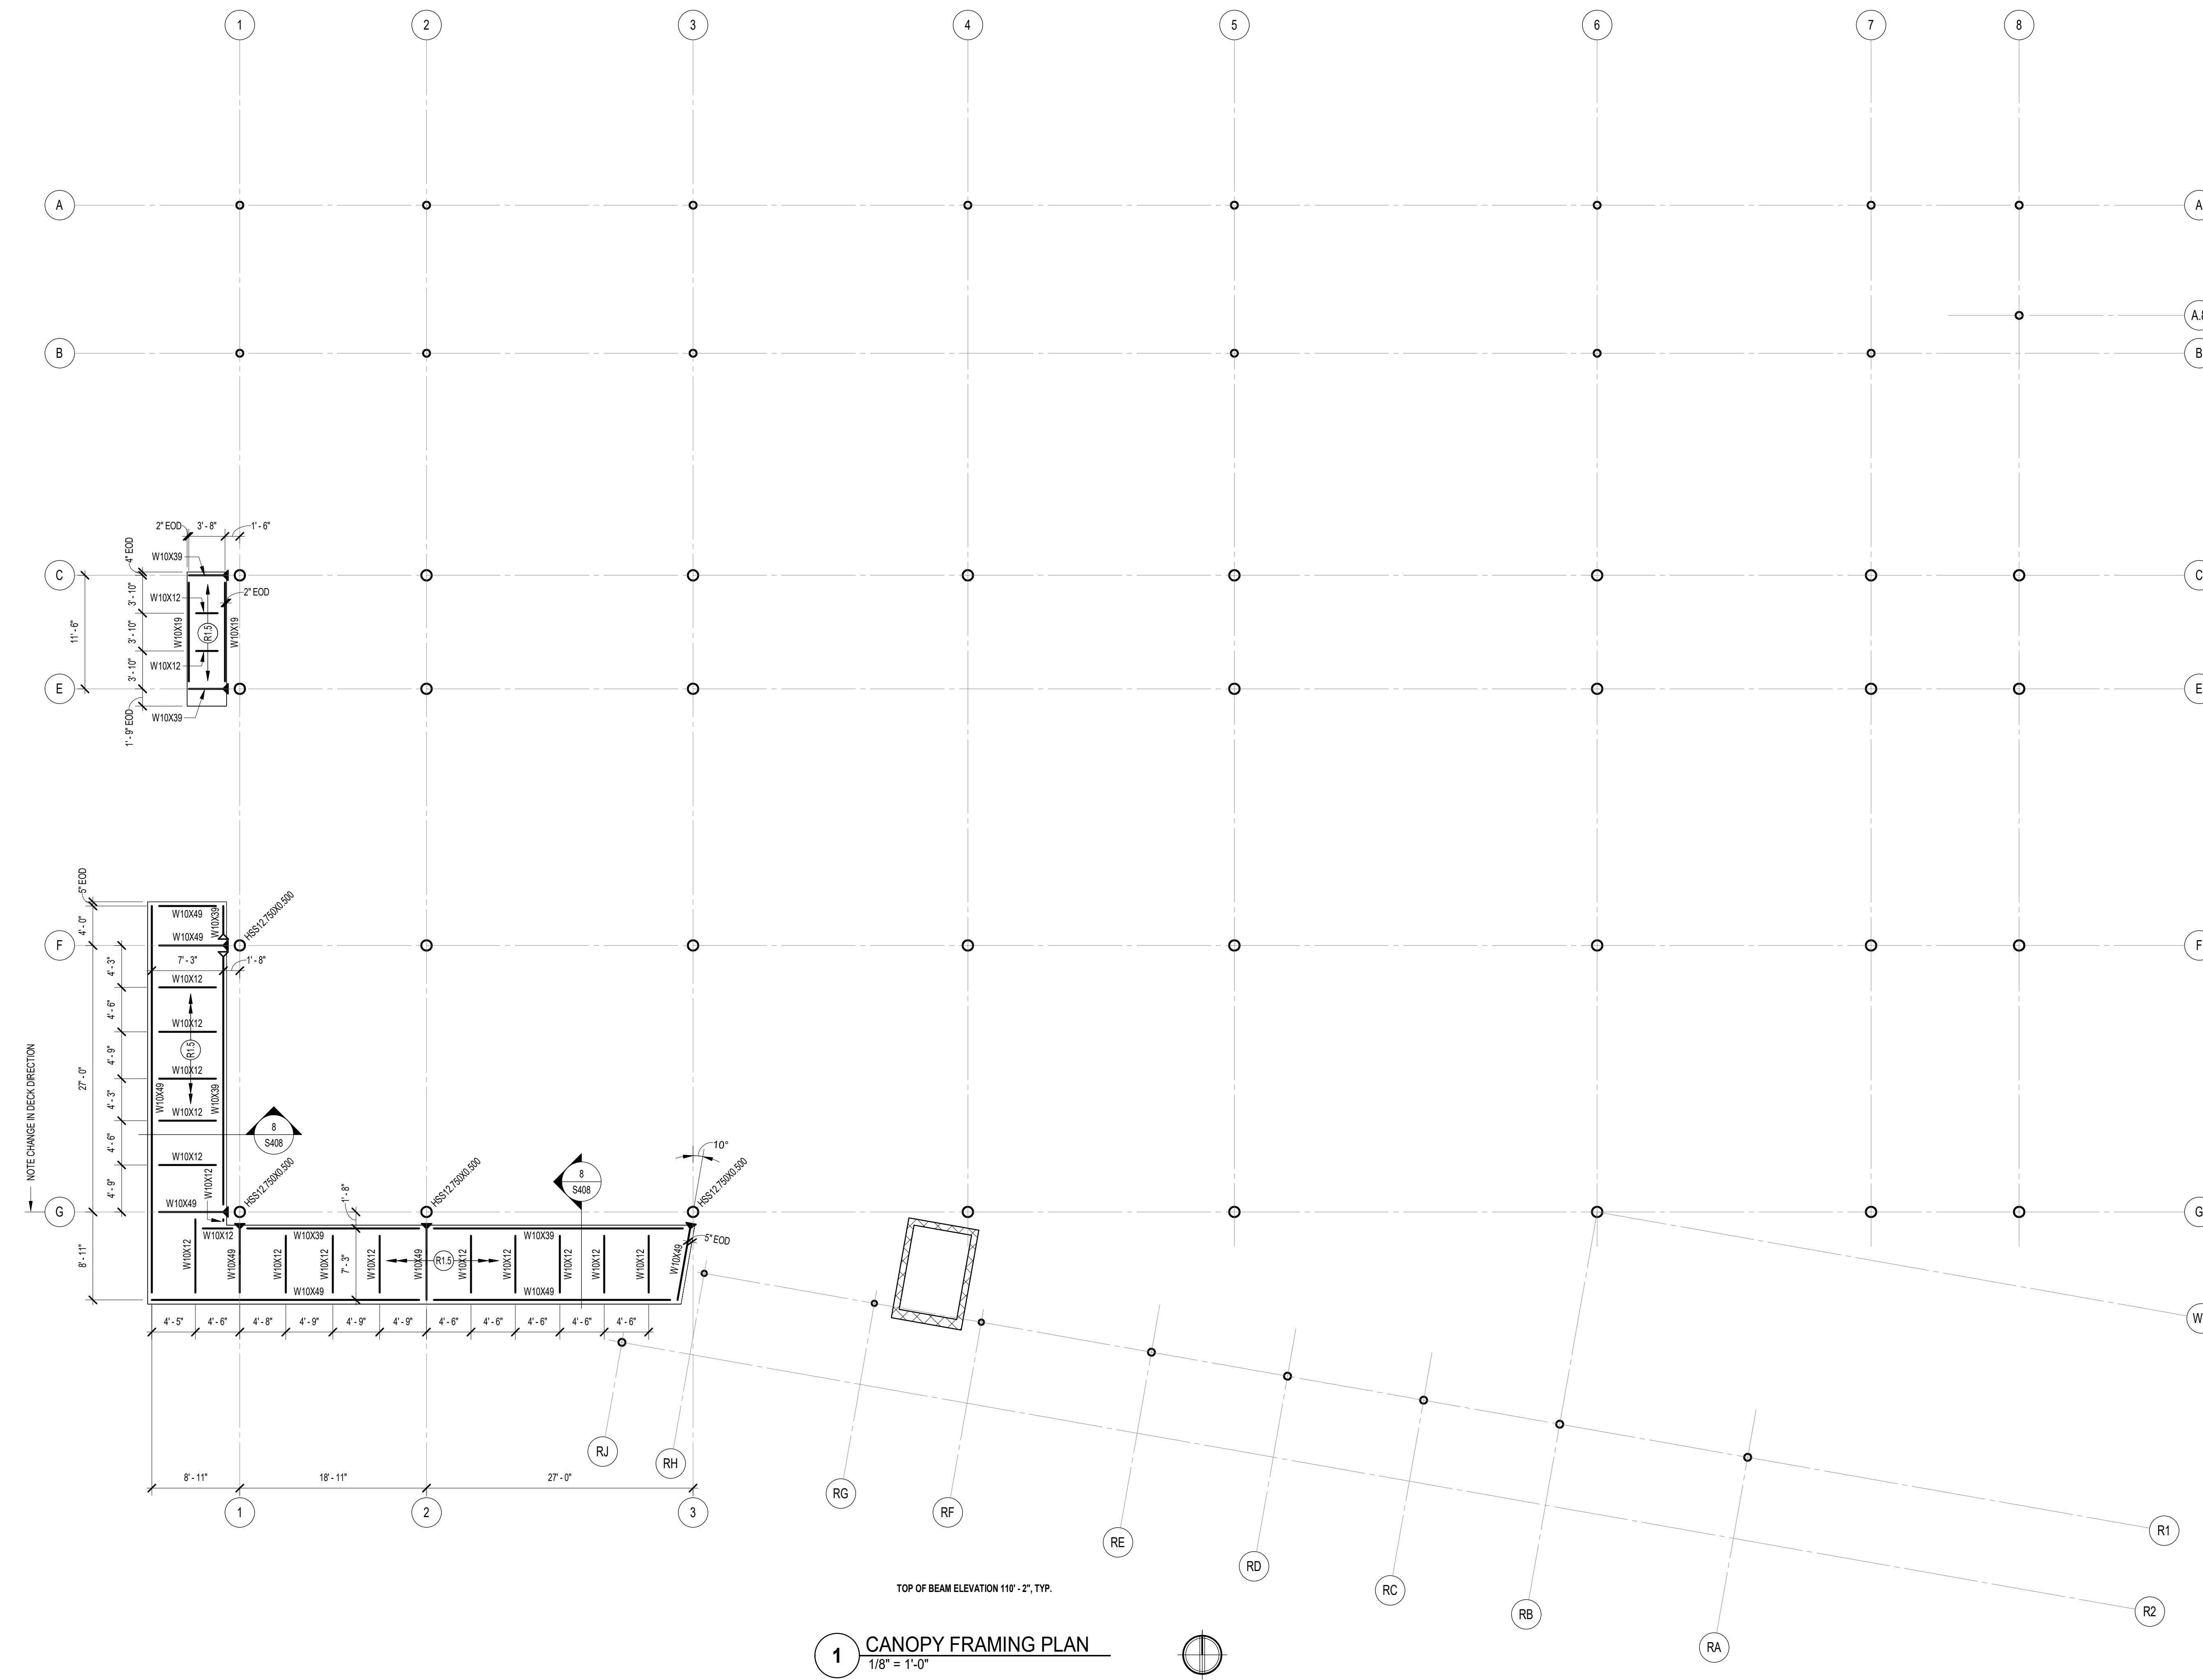 1 2 3 4 5 6 7 8
A A
A.8
B B
2" EOD 3' - 8" 1' - 6"
4" EOD
W10X39
C C
3' - 10"
W10X12
2" EOD
11' - 6"
3' - 10"
W10X19
R1.5
W10X19
3' - 10"
W10X12
E E
1' - 9" EOD
W10X39
5" EOD
4' - 0"
W10X49
W10X39
HSS12.750X0.500
F F
W10X49
7' - 3" 1' - 8"
4' - 3"
W10X12
4' - 6"
W10X12
R1.5
4' - 9"
W10X12
27' - 0"
NOTE CHANGE IN DECK DIRECTION
4' - 3"
W10X49
W10X39
W10X12
8
S408
4' - 6"
W10X12
W10X12
4' - 9"
W10X49
HSS12.750X0.500
HSS12.750X0.500
1' - 8"
8
S408
10°
HSS12.750X0.500
G G
8' - 11"
W10X12
W10X12
W10X49
W10X39
W10X12
W10X12
7' - 3"
W10X12
R1.5
W10X49
W10X12
W10X12
W10X39
W10X12
W10X12
W10X12
W10X49
5" EOD
W10X49
W10X49
4' - 5" 4' - 6" 4' - 8" 4' - 9" 4' - 9" 4' - 9" 4' - 6" 4' - 6" 4' - 6" 4' - 6" 4' - 6"
W
8' - 11" 18' - 11" 27' - 0"
1 2 3
RJ
RH
RG
RF
RE
RD
RC
RB
RA
R1
R2
TOP OF BEAM ELEVATION 110' - 2", TYP.
1 CANOPY FRAMING PLAN
1/8" = 1'-0"